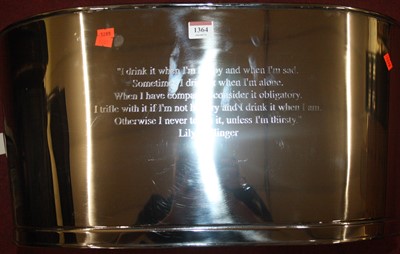 1364
"I drink it when I'm and when I'm sad.
Sometimes I when I'm alone.
When I have consider it obligatory.
I trifle with it if I'm not and I drink it when I am.
Otherwise I never it, unless I'm thirsty."